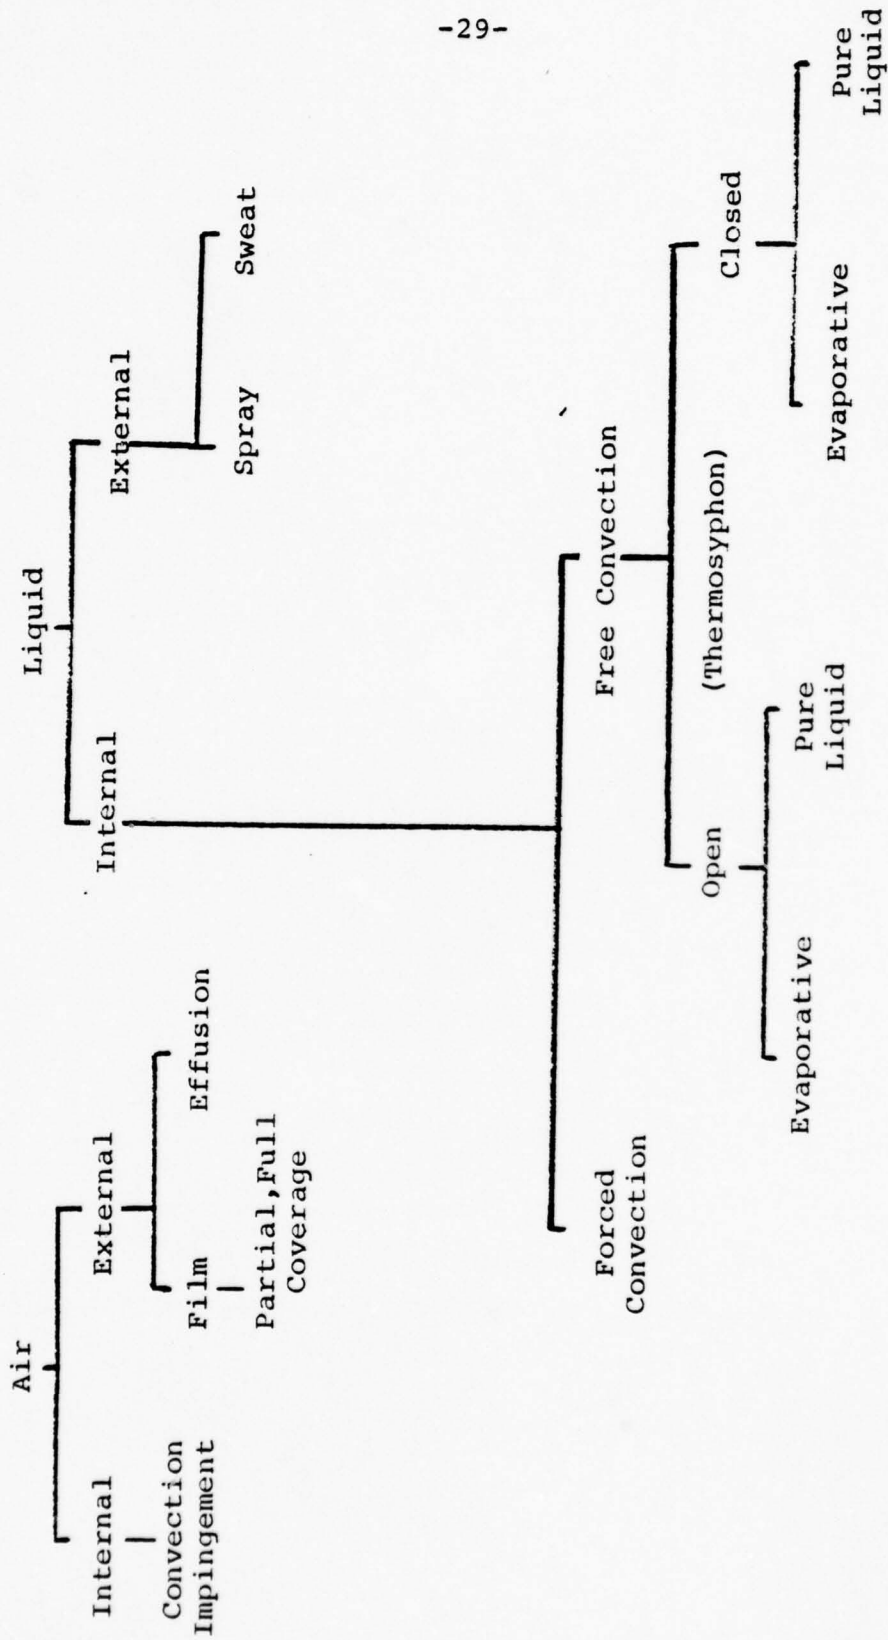 -29-
Air
Internal
Convection
Impingement
External
Film
Partial,Full
Coverage
Effusion
Liquid
Internal
External
Spray
Sweat
Forced
Convection
Free Convection
(Thermosyphon)
Open
Evaporative
Pure
Liquid
Closed
Evaporative
Pure
Liquid